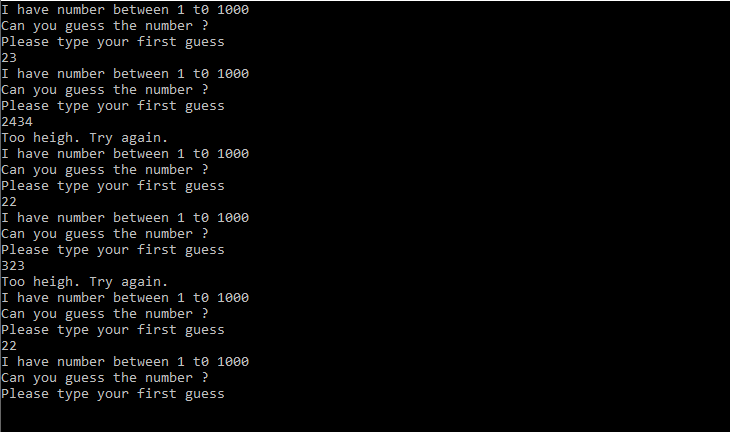 I have number between 1 t0 1000
Can you guess the number ?
Please type your first guess
23
I have number between 1 t0 1000
Can you guess the number ?
Please type your first guess
2434
Too heigh. Try again.
I have number between 1 t0 1000
Can you guess the number ?
Please type your first guess
22
I have number between 1 t0 1000
Can you guess the number ?
Please type your first guess
323
Too heigh. Try again.
I have number between 1 t0 1000
Can you guess the number ?
Please type your first guess
22
I have number between 1 t0 1000
Can you guess the number ?
Please type your first guess